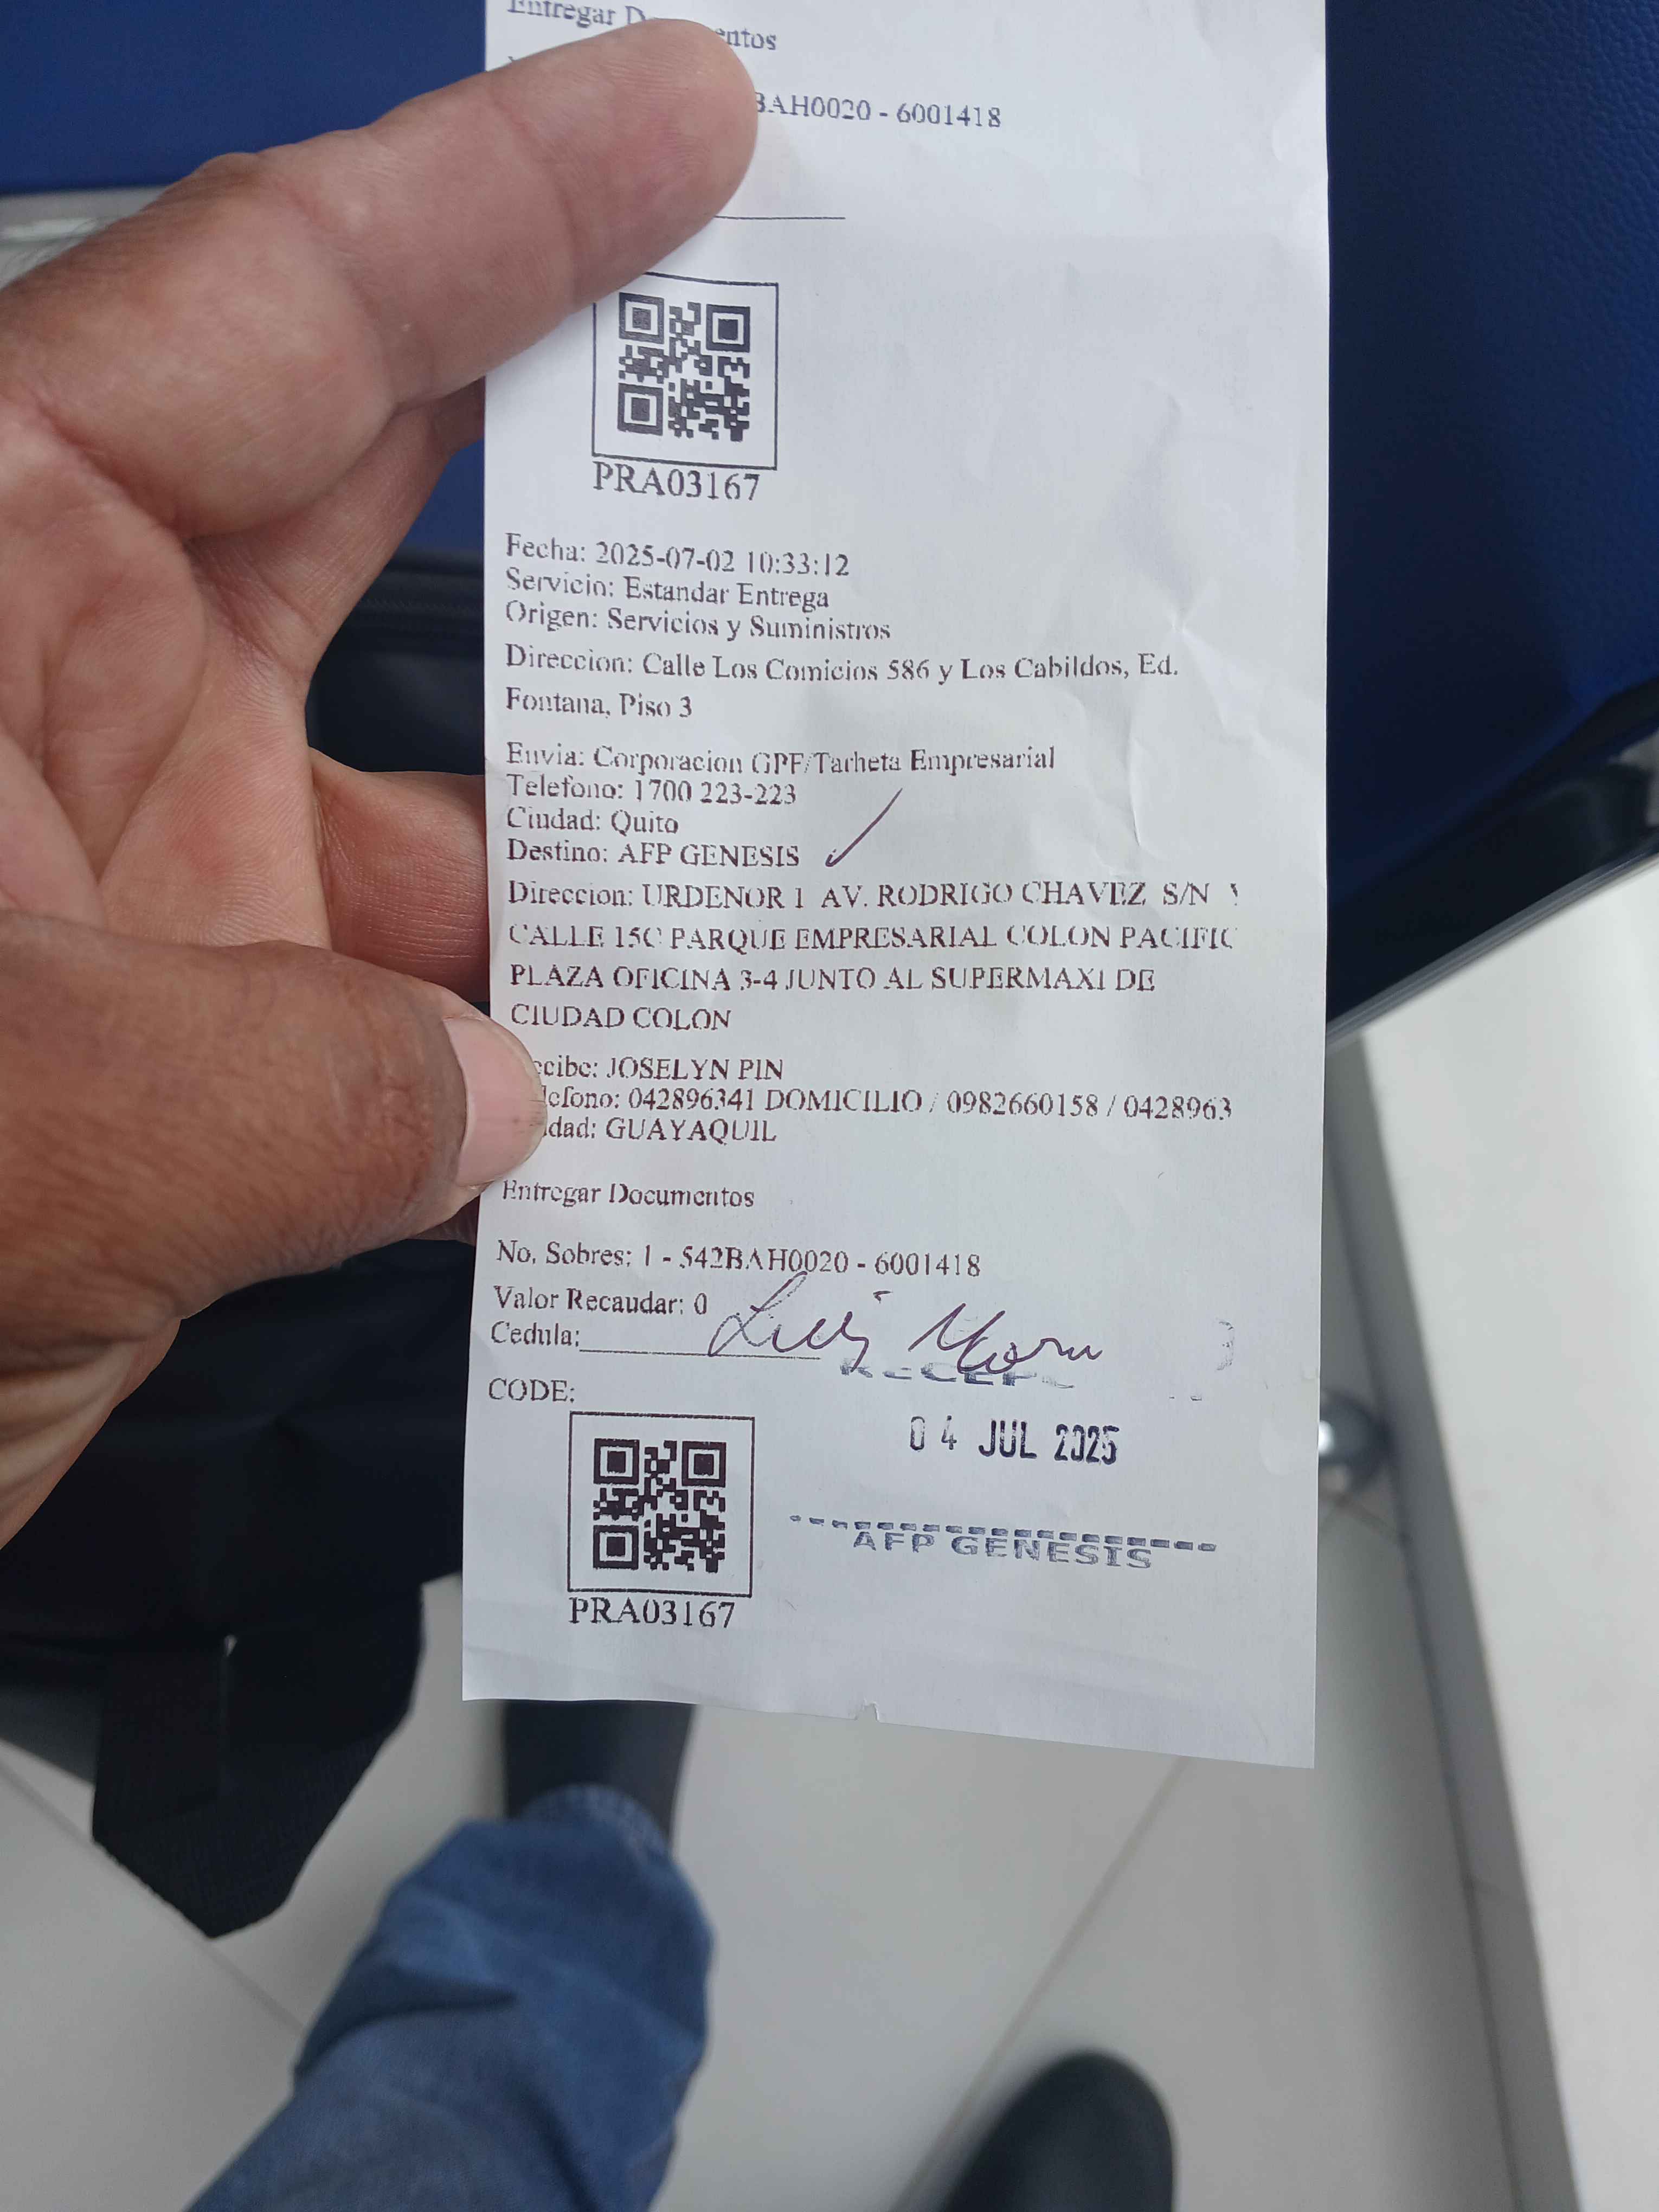 Entregar
BAH0020 - 6001418
PRA03167
Fecha: 2025-07-02 10:33:12
Servicio: Estandar Entrega
Origen: Servicios y Suministros
Direccion: Calle Los Comicios 586 y Los Cabildos, Ed.
Fontana, Piso 3
Envia: Corporacion GPF/Tarheta Empresarial
Telefono: 1700 223-223
Ciudad: Quito
Destino: AFP GENESIS
Direccion: URDENOR 1 AV. RODRIGO CHAVEZ S/N
CALLE 15C PARQUE EMPRESARIAL COLON PACIFIC
PLAZA OFICINA 3-4 JUNTO AL SUPERMAXI DE
CIUDAD COLON
ecibe: JOSELYN PIN
lefono: 042896341 DOMICILIO / 0982660158 / 0428963
dad: GUAYAQUIL
Entregar Documentos
No. Sobres: 1 - 542BAH0020 - 6001418
Valor Recaudar: 0
Cedula: Luis
CODE:
04 JUL 2025
AFP GENESIS
PRA03167